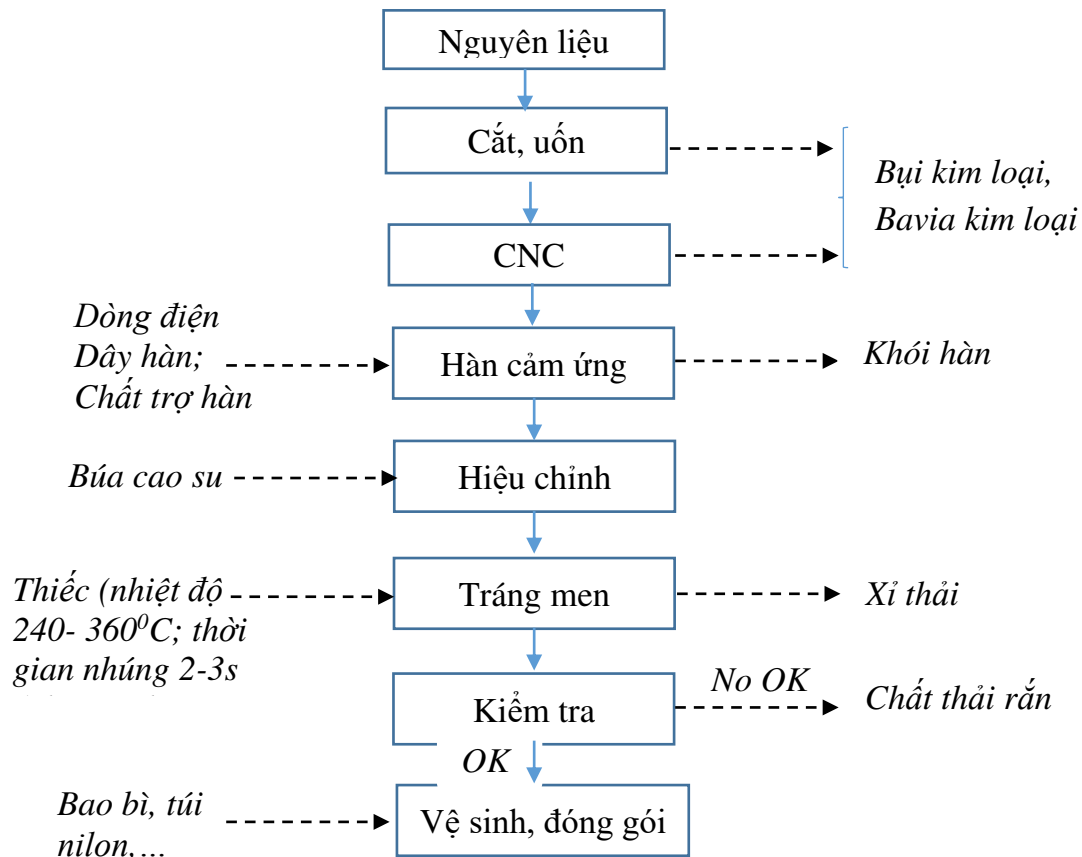 Nguyên liệu
Cắt, uốn
Bụi kim loại,
Bavia kim loại
CNC
Dòng điện
Dây hàn;
Chất trợ hàn
Hàn cảm ứng
Khói hàn
Búa cao su
Hiệu chỉnh
Thiếc (nhiệt độ
240- 360⁰C; thời
gian nhúng 2-3s
Tráng men
Xỉ thải
Kiểm tra
No OK
Chất thải rắn
OK
Bao bì, túi
nilon,…
Vệ sinh, đóng gói